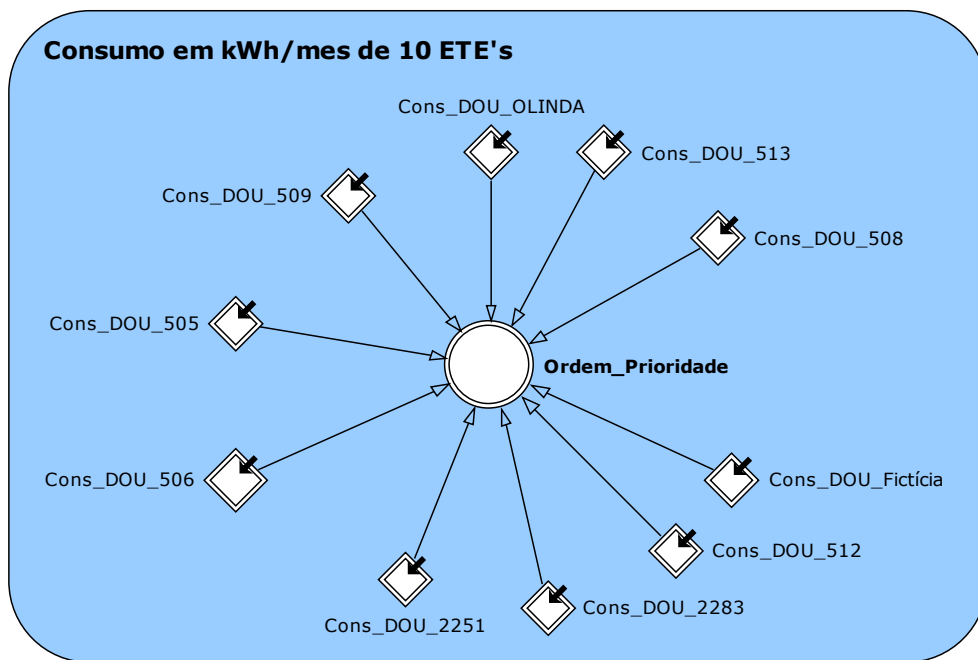 Consumo em kWh/mes de 10 ETE's
Cons_DOU_OLINDA
Cons_DOU_513
Cons_DOU_509
Cons_DOU_508
Cons_DOU_505
Ordem_Prioridade
Cons_DOU_506
Cons_DOU_Fictícia
Cons_DOU_512
Cons_DOU_2283
Cons_DOU_2251